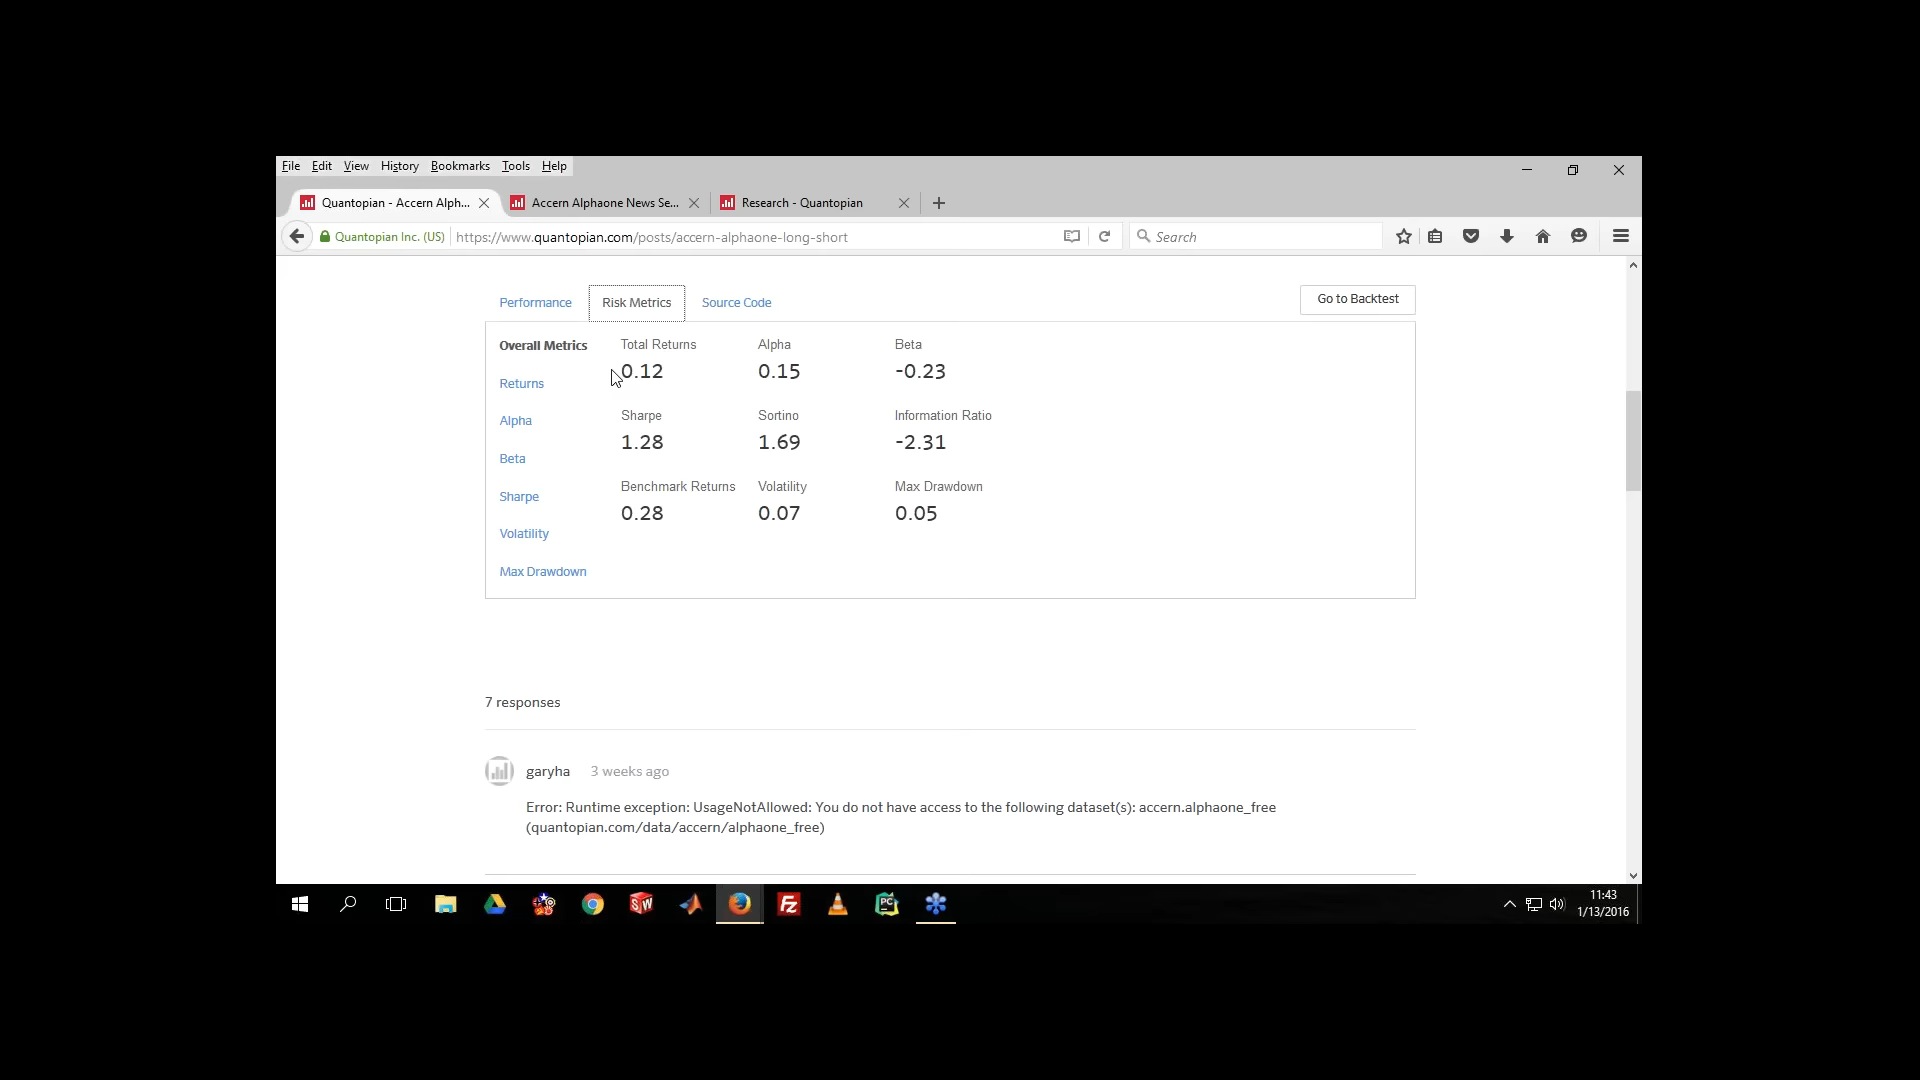 File Edit View History Bookmarks Tools Help
Quantopian - Accern Alph... Accern Alphaone News Se... Research - Quantopian
Quantopian Inc. (US) https://www.quantopian.com/posts/accern-alphaone-long-short Search
Performance Risk Metrics Source Code Go to Backtest
Overall Metrics Total Returns Alpha Beta
0.12 0.15 -0.23
Returns
Sharpe Sortino Information Ratio
Alpha
1.28 1.69 -2.31
Beta
Benchmark Returns Volatility Max Drawdown
Sharpe
0.28 0.07 0.05
Volatility
Max Drawdown
7 responses
garyha 3 weeks ago
Error: Runtime exception: UsageNotAllowed: You do not have access to the following dataset(s): accern.alphaone_free
(quantopian.com/data/accern/alphaone_free)
SW Fz PC
11:43
1/13/2016